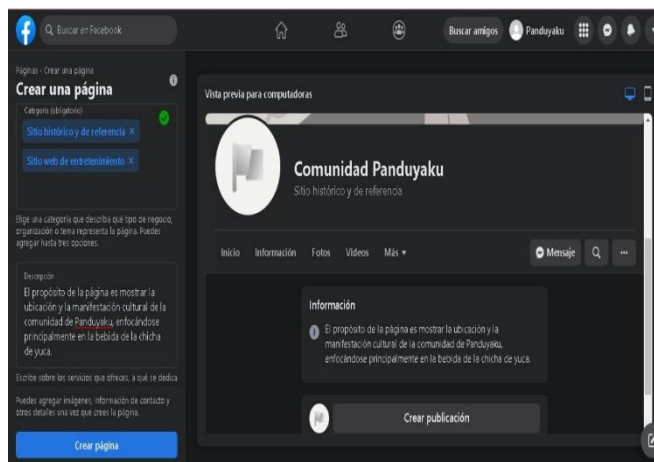 Buscar en Facebook
Buscar amigos
Panduyaku
Páginas · Crear una página
Crear una página
Categoría (obligatorio)
Sitio histórico y de referencia ×
Sitio web de entretenimiento ×
Elige una categoría que describa qué tipo de negocio,
organización o tema representa la página. Puedes
agregar hasta tres opciones.
Descripción
El propósito de la página es mostrar la
ubicación y la manifestación cultural de la
comunidad de Panduyaku, enfocándose
principalmente en la bebida de la chicha
de yuca.
Escribe sobre los servicios que ofreces, a qué se dedica
Puedes agregar imágenes, información de contacto y
otros detalles una vez que crees la página.
Crear página
Vista previa para computadoras
Comunidad Panduyaku
Sitio histórico y de referencia
Inicio Información Fotos Videos Más
Mensaje
Información
El propósito de la página es mostrar la ubicación y la
manifestación cultural de la comunidad de Panduyaku,
enfocándose principalmente en la bebida de la chicha de yuca.
Crear publicación